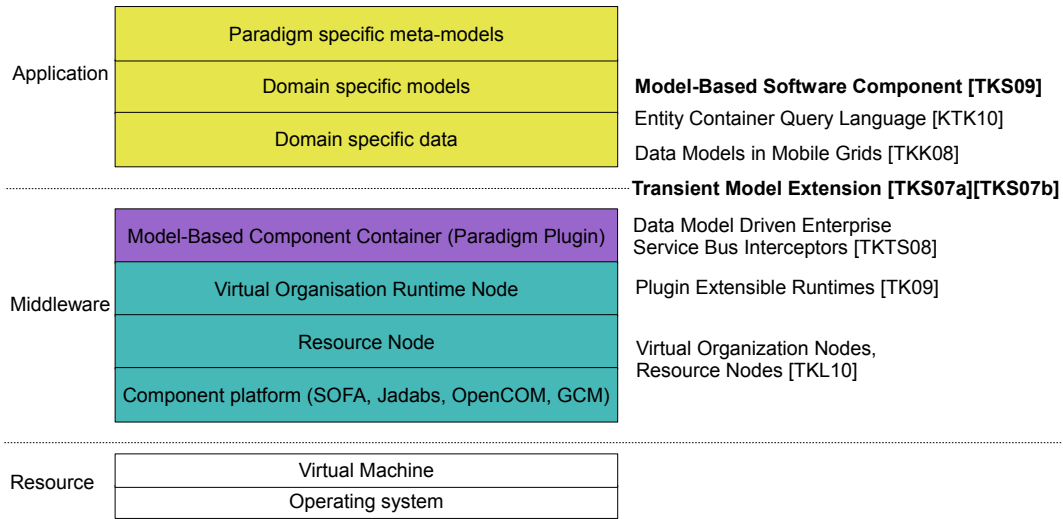 Application
Paradigm specific meta-models
Domain specific models
Domain specific data
Model-Based Software Component [TKS09]
Entity Container Query Language [KTK10]
Data Models in Mobile Grids [TKK08]
Transient Model Extension [TKS07a][TKS07b]
Middleware
Model-Based Component Container (Paradigm Plugin)
Virtual Organisation Runtime Node
Resource Node
Component platform (SOFA, Jadabs, OpenCOM, GCM)
Data Model Driven Enterprise
Service Bus Interceptors [TKTS08]
Plugin Extensible Runtimes [TK09]
Virtual Organization Nodes,
Resource Nodes [TKL10]
Resource
Virtual Machine
Operating system